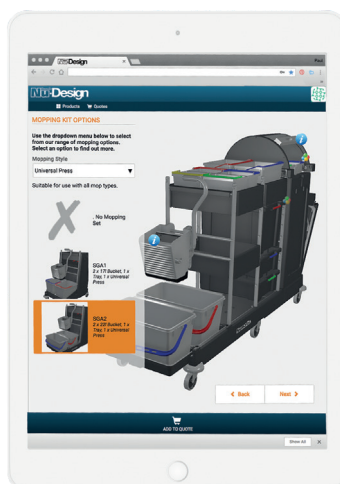 Nu-Design
Paul
Nu-Design
Products Quotes
MOPPING KIT OPTIONS
Use the dropdown menu below to select
from our range of mopping options.
Select an option to find out more.
Mopping Style
Universal Press
Suitable for use with all mop types.
. No Mopping
Set
SGA1
2 x 17l Bucket, 1 x
Tray, 1 x Universal
Press
SGA2
2 x 22l Bucket, 1 x
Tray, 1 x Universal
Press
Back
Next
ADD TO QUOTE
Show All